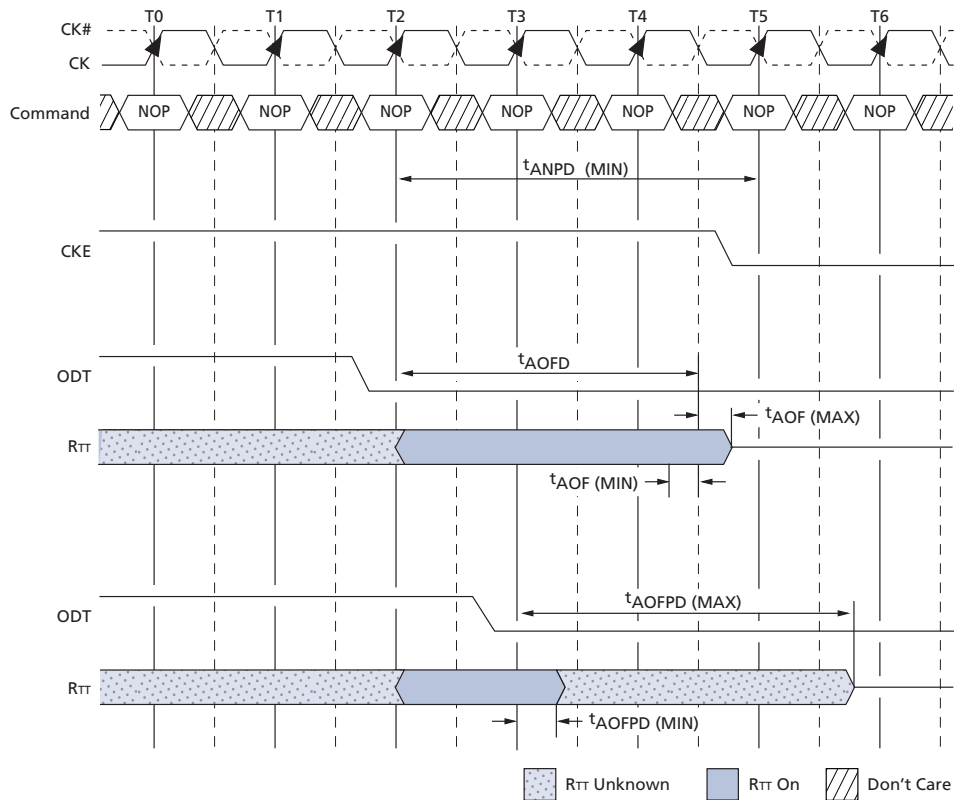 T0 T1 T2 T3 T4 T5 T6
CK#
CK
Command NOP NOP NOP NOP NOP NOP NOP
tANPD (MIN)
CKE
tAOFD
ODT
tAOF (MAX)
RTT
tAOF (MIN)
tAOFPD (MAX)
ODT
RTT
tAOFPD (MIN)
RTT Unknown RTT On Don't Care